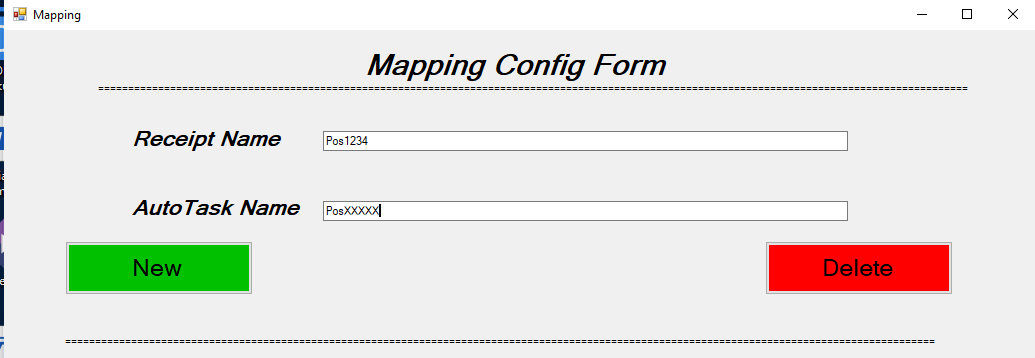 Mapping
Mapping Config Form
Receipt Name Pos1234
AutoTask Name PosXXXXX
New Delete